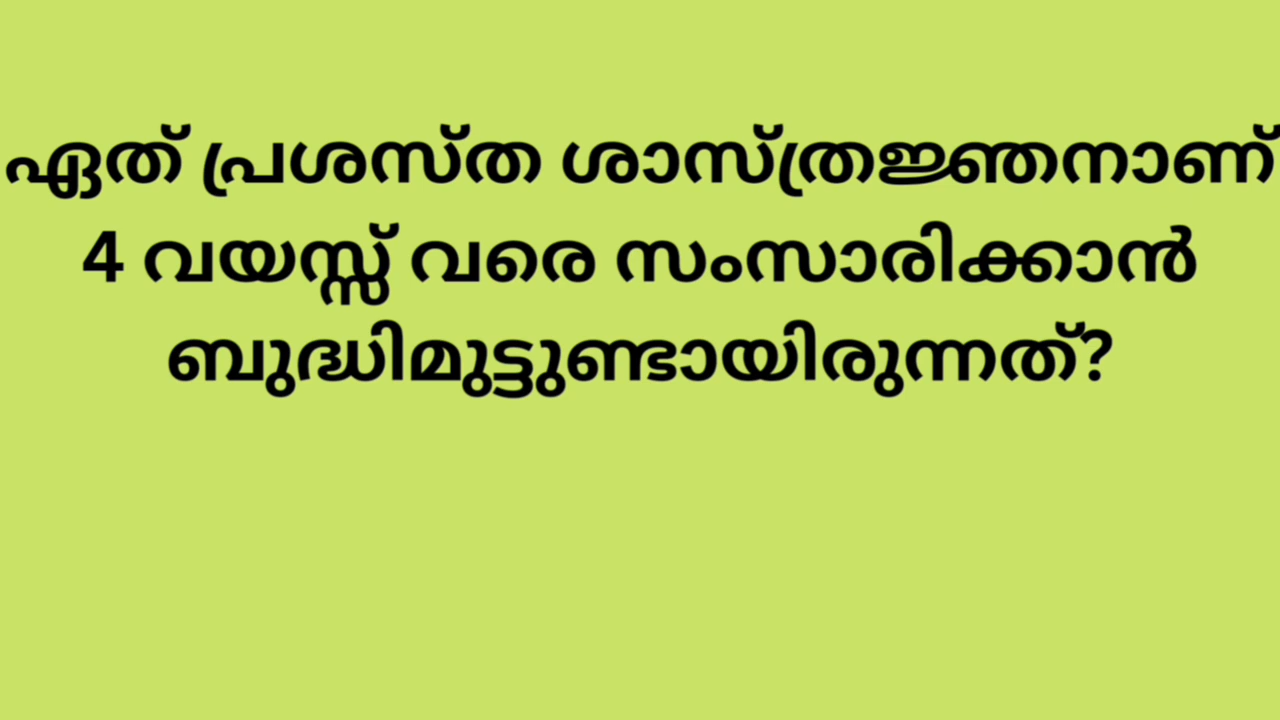 ഏത് പ്രശസ്ത ശാസ്ത്രജ്ഞനാണ്
4 വയസ്സ് വരെ സംസാരിക്കാൻ
ബുദ്ധിമുട്ടുണ്ടായിരുന്നത്?